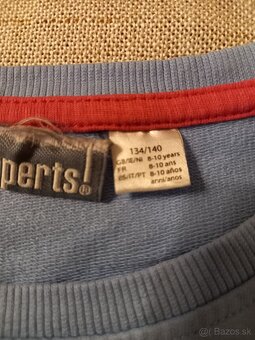 perts!®
134/140
GB/IE/NI 8-10 years
FR 8-10 ans
ES/IT/PT 8-10 años
anni/anos
© Bazos.sk